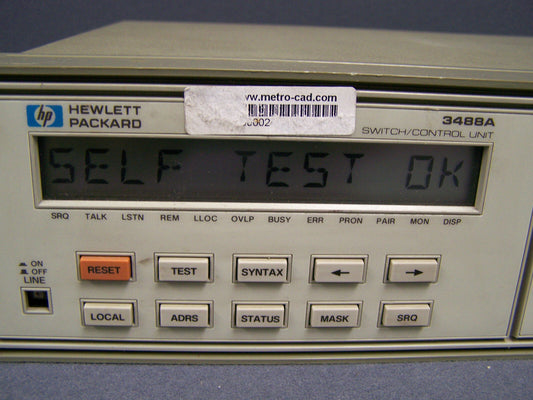 ww.metro-cad.com
hp HEWLETT
PACKARD
3488A
SWITCH/CONTROL UNIT
SELF TEST OK
SRQ TALK LSTN REM LLOC OVLP BUSY ERR PRON PAIR MON DISP
ON
OFF
LINE
RESET TEST SYNTAX ← →
LOCAL ADRS STATUS MASK SRQ